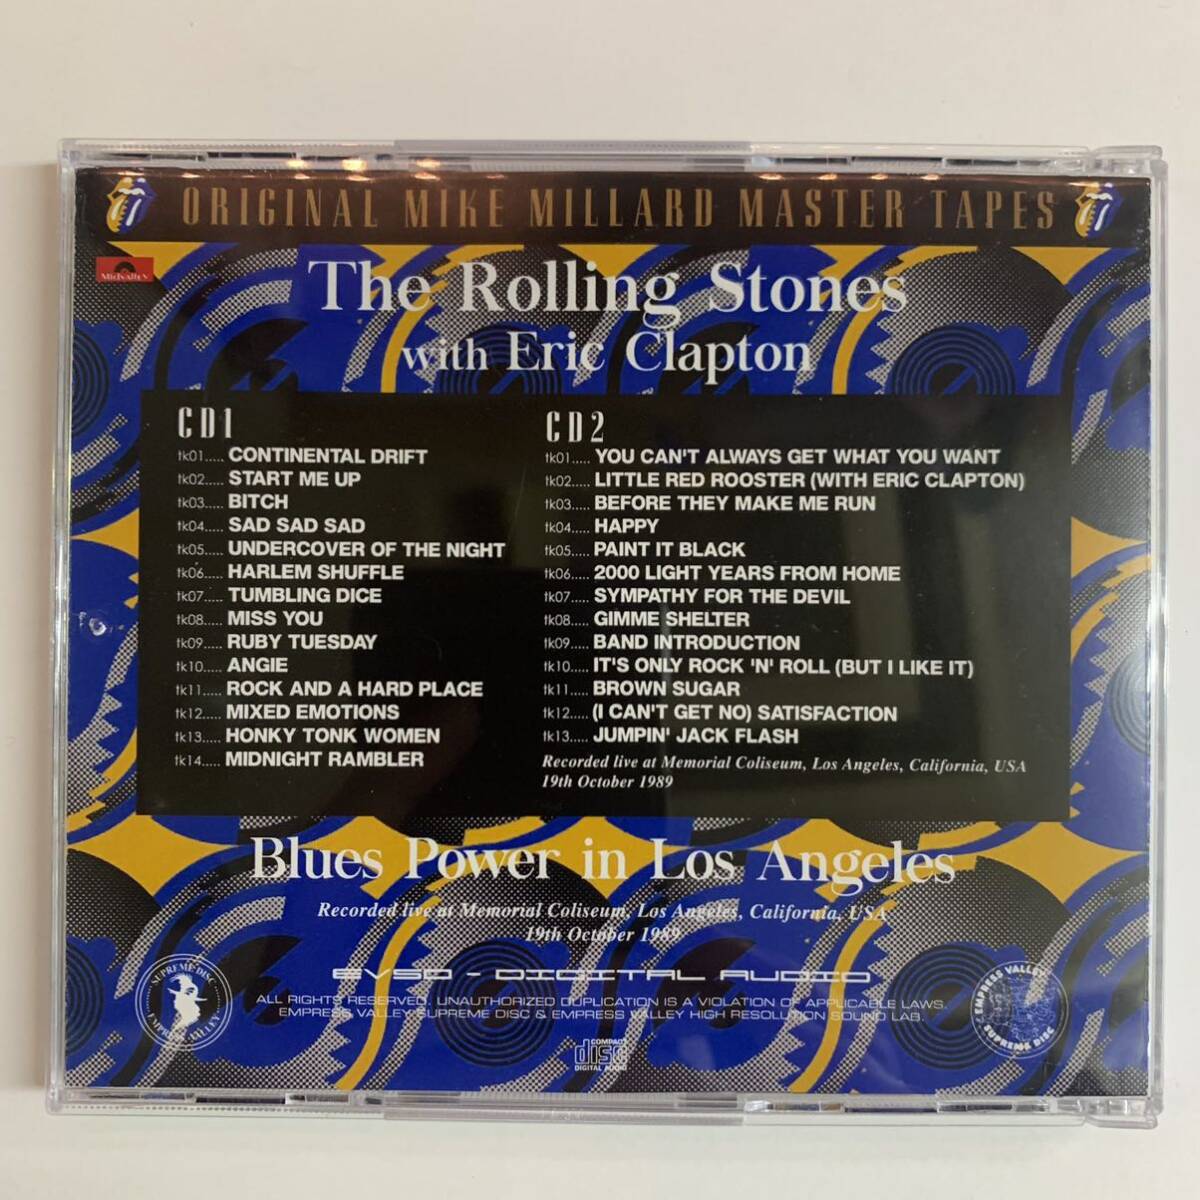 ORIGINAL MIKE MILLARD MASTER TAPES
MidValleY
The Rolling Stones
with Eric Clapton
CD1
tk01..... CONTINENTAL DRIFT
tk02..... START ME UP
tk03..... BITCH
tk04..... SAD SAD SAD
tk05..... UNDERCOVER OF THE NIGHT
tk06..... HARLEM SHUFFLE
tk07..... TUMBLING DICE
tk08..... MISS YOU
tk09..... RUBY TUESDAY
tk10..... ANGIE
tk11..... ROCK AND A HARD PLACE
tk12..... MIXED EMOTIONS
tk13..... HONKY TONK WOMEN
tk14..... MIDNIGHT RAMBLER
CD2
tk01..... YOU CAN'T ALWAYS GET WHAT YOU WANT
tk02..... LITTLE RED ROOSTER (WITH ERIC CLAPTON)
tk03..... BEFORE THEY MAKE ME RUN
tk04..... HAPPY
tk05..... PAINT IT BLACK
tk06..... 2000 LIGHT YEARS FROM HOME
tk07..... SYMPATHY FOR THE DEVIL
tk08..... GIMME SHELTER
tk09..... BAND INTRODUCTION
tk10..... IT'S ONLY ROCK 'N' ROLL (BUT I LIKE IT)
tk11..... BROWN SUGAR
tk12..... (I CAN'T GET NO) SATISFACTION
tk13..... JUMPIN' JACK FLASH
Recorded live at Memorial Coliseum, Los Angeles, California, USA
19th October 1989
Blues Power in Los Angeles
Recorded live at Memorial Coliseum, Los Angeles, California, USA
19th October 1989
EVSD - DIGITAL AUDIO
ALL RIGHTS RESERVED. UNAUTHORIZED DUPLICATION IS A VIOLATION OF APPLICABLE LAWS.
EMPRESS VALLEY SUPREME DISC & EMPRESS VALLEY HIGH RESOLUTION SOUND LAB.
SUPREME DISC
EMPRESS VALLEY
COMPACT
disc
DIGITAL AUDIO
EMPRESS VALLEY
SUPREME DISC